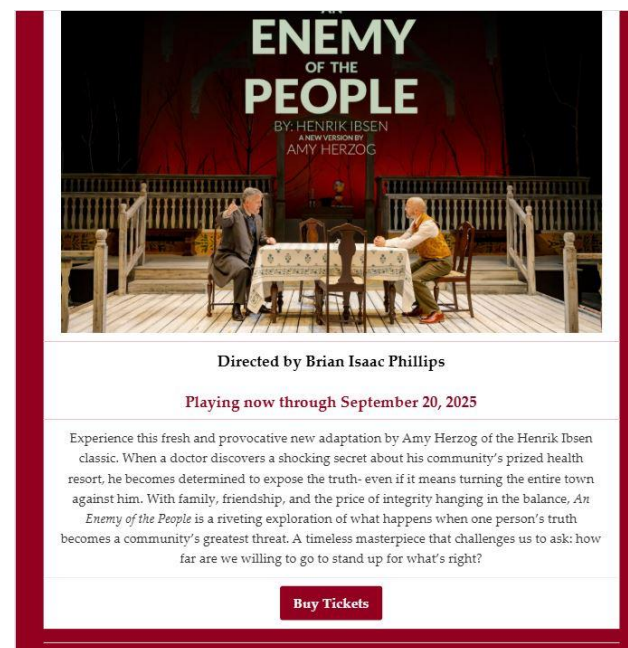 AN
ENEMY
OF THE
PEOPLE
BY: HENRIK IBSEN
A NEW VERSION BY
AMY HERZOG
Directed by Brian Isaac Phillips
Playing now through September 20, 2025
Experience this fresh and provocative new adaptation by Amy Herzog of the Henrik Ibsen
classic. When a doctor discovers a shocking secret about his community's prized health
resort, he becomes determined to expose the truth- even if it means turning the entire town
against him. With family, friendship, and the price of integrity hanging in the balance, An
Enemy of the People is a riveting exploration of what happens when one person's truth
becomes a community's greatest threat. A timeless masterpiece that challenges us to ask: how
far are we willing to go to stand up for what's right?
Buy Tickets